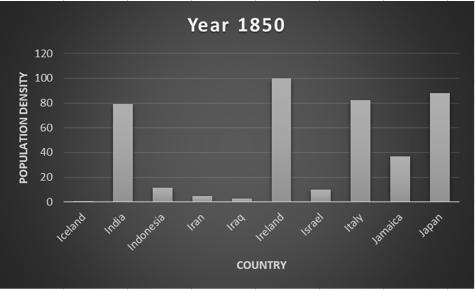 Year 1850
POPULATION DENSITY
120
100
80
60
40
20
0
Iceland
India
Indonesia
Iran
Iraq
Ireland
Israel
Italy
Jamaica
Japan
COUNTRY